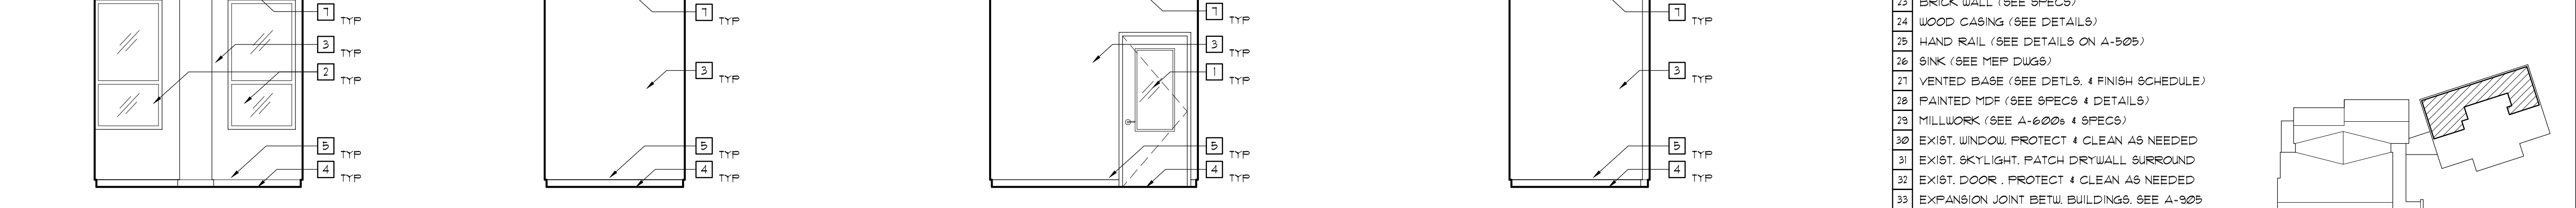 7 TYP
3 TYP
2 TYP
5 TYP
4 TYP
7 TYP
3 TYP
5 TYP
4 TYP
7 TYP
3 TYP
1 TYP
5 TYP
4 TYP
7 TYP
3 TYP
5 TYP
4 TYP
23 BRICK WALL (SEE SPECS)
24 WOOD CASING (SEE DETAILS)
25 HAND RAIL (SEE DETAILS ON A-505)
26 SINK (SEE MEP DWGS)
27 VENTED BASE (SEE DETLS. & FINISH SCHEDULE)
28 PAINTED MDF (SEE SPECS & DETAILS)
29 MILLWORK (SEE A-600s & SPECS)
30 EXIST. WINDOW, PROTECT & CLEAN AS NEEDED
31 EXIST. SKYLIGHT. PATCH DRYWALL SURROUND
32 EXIST. DOOR . PROTECT & CLEAN AS NEEDED
33 EXPANSION JOINT BETW. BUILDINGS. SEE A-905